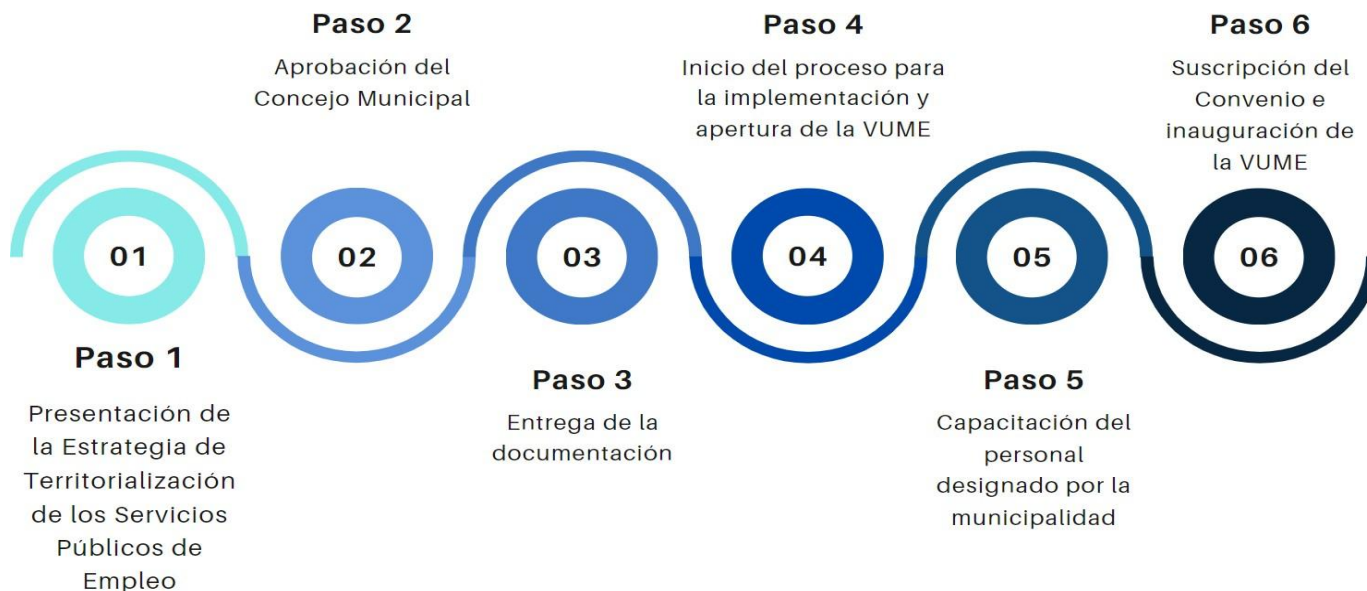 Paso 1
Presentación de
la Estrategia de
Territorialización
de los Servicios
Públicos de
Empleo
01
Paso 2
Aprobación del
Concejo Municipal
02
03
Paso 3
Entrega de la
documentación
Paso 4
Inicio del proceso para
la implementación y
apertura de la VUME
04
05
Paso 5
Capacitación del
personal
designado por la
municipalidad
Paso 6
Suscripción del
Convenio e
inauguración de
la VUME
06